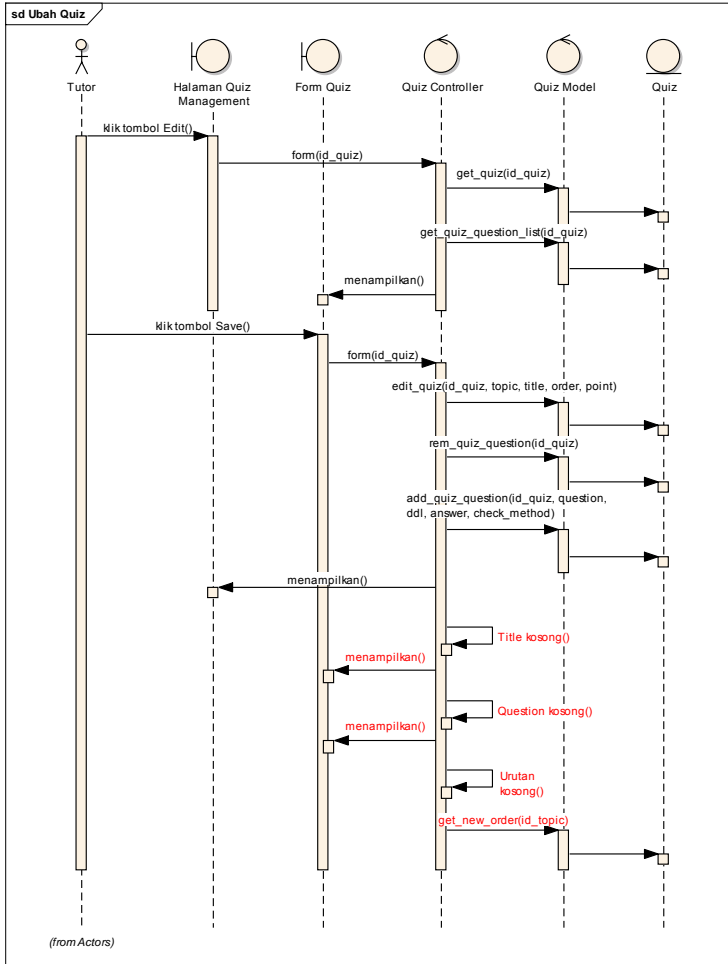 sd Ubah Quiz
Tutor
Halaman Quiz
Management
Form Quiz
Quiz Controller
Quiz Model
Quiz
klik tombol Edit()
form(id_quiz)
get_quiz(id_quiz)
get_quiz_question_list(id_quiz)
menampilkan()
klik tombol Save()
form(id_quiz)
edit_quiz(id_quiz, topic, title, order, point)
rem_quiz_question(id_quiz)
add_quiz_question(id_quiz, question,
ddl, answer, check_method)
menampilkan()
Title kosong()
menampilkan()
Question kosong()
menampilkan()
Urutan
kosong()
get_new_order(id_topic)
(from Actors)